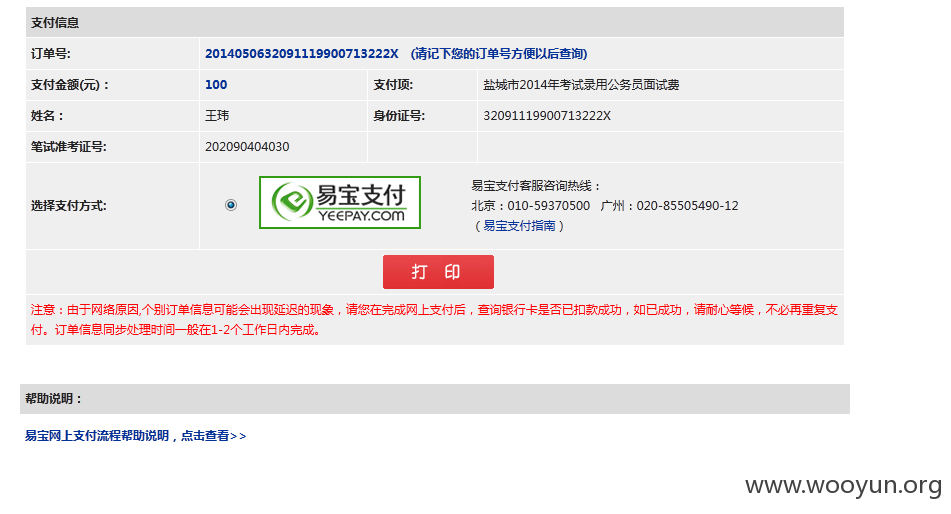 支付信息
订单号: 2014050632091119900713222X (请记下您的订单号方便以后查询)
支付金额(元)： 100 支付项: 盐城市2014年考试录用公务员面试费
姓名： 王玮 身份证号: 32091119900713222X
笔试准考证号: 202090404030
选择支付方式:
易宝支付
YEEPAY.COM
易宝支付客服咨询热线：
北京：010-59370500 广州：020-85505490-12
（易宝支付指南）
打 印
注意：由于网络原因,个别订单信息可能会出现延迟的现象，请您在完成网上支付后，查询银行卡是否已扣款成功，如已成功，请耐心等候，不必再重复支
付。订单信息同步处理时间一般在1-2个工作日内完成。
帮助说明：
易宝网上支付流程帮助说明，点击查看>>
www.wooyun.org